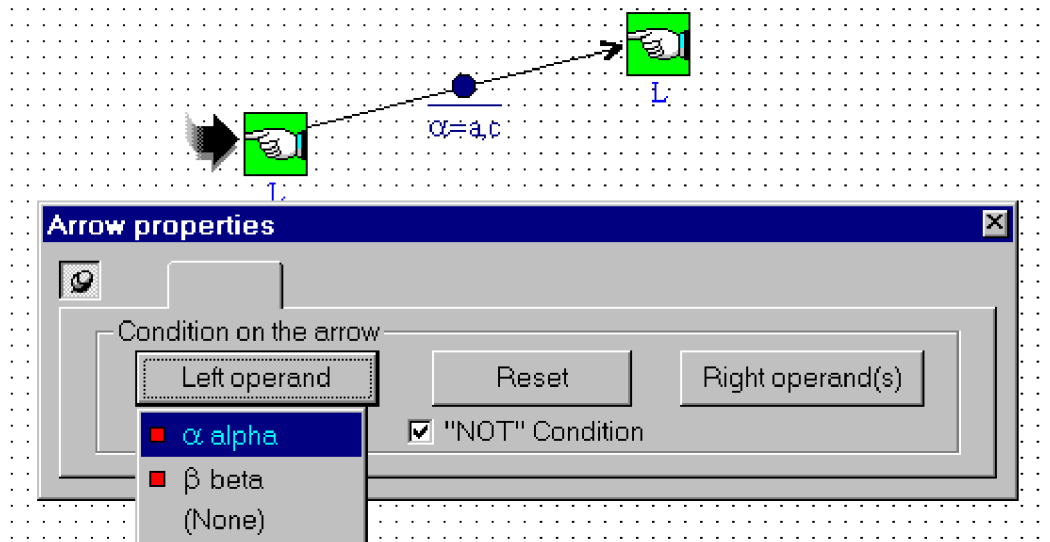 L
α=a,c
L
Arrow properties
Condition on the arrow
Left operand Reset Right operand(s)
α alpha "NOT" Condition
β beta
(None)